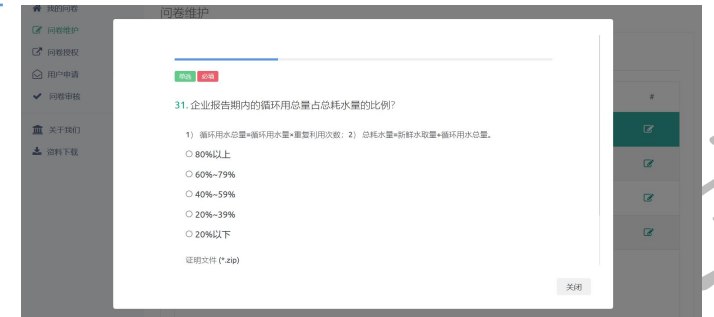 我的问卷
问卷维护
问卷维护
问卷授权
用户申请
问卷审核
关于我们
资料下载
#
单选 必填
31. 企业报告期内的循环用总量占总耗水量的比例?
1） 循环用水总量=循环用水量*重复利用次数；2） 总耗水量=新鲜水取量+循环用水总量。
80%以上
60%~79%
40%~59%
20%~39%
20%以下
证明文件 (*.zip)
关闭